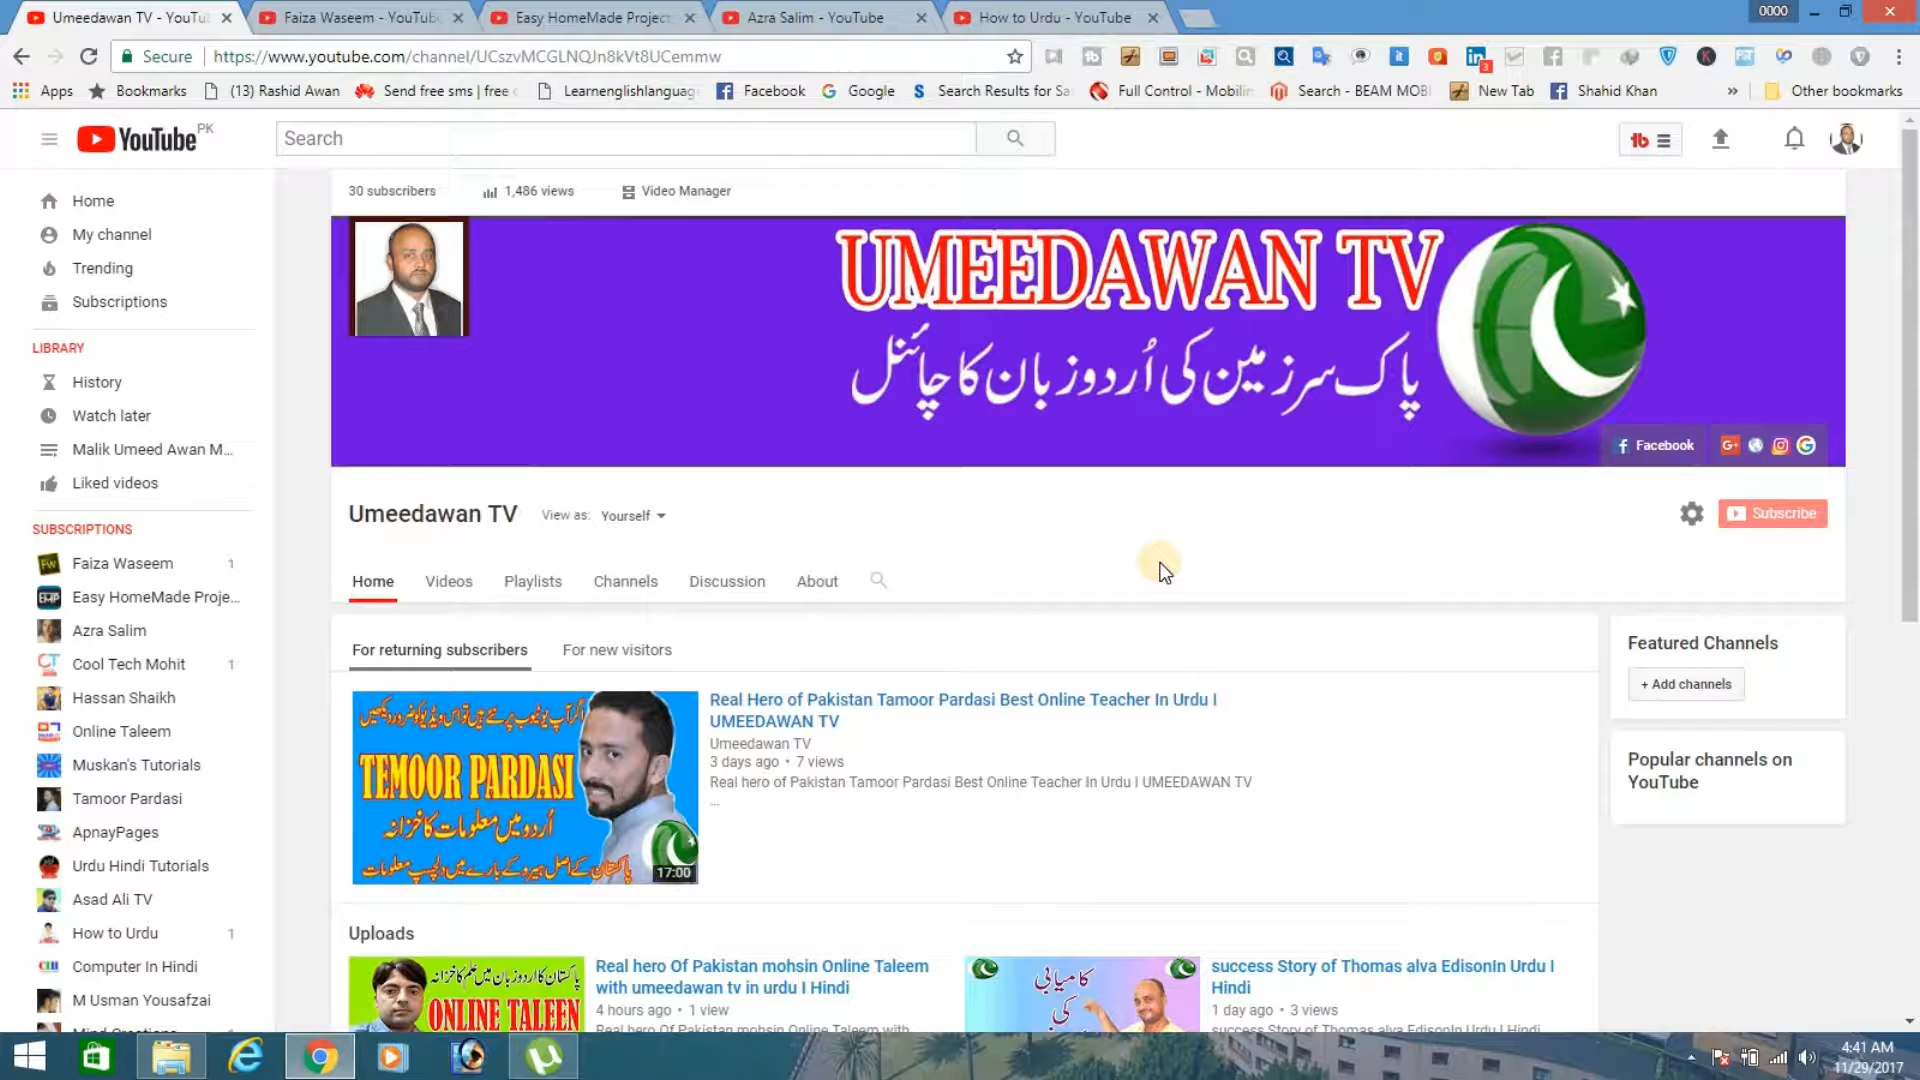 Umeedawan TV - YouTu
Faiza Waseem - YouTube
Easy HomeMade Project
Azra Salim - YouTube
How to Urdu - YouTube
0000
Secure
https://www.youtube.com/channel/UCszvMCGLNQJn8kVt8UCemmw
Apps
Bookmarks
(13) Rashid Awan
Send free sms | free
Learnenglishlanguag
Facebook
Google
Search Results for Sa
Full Control - Mobilin
Search - BEAM MOBI
New Tab
Shahid Khan
»
Other bookmarks
YouTube PK
Search
30 subscribers
1,486 views
Video Manager
UMEEDAWAN TV
پاک سرزمین کی اُردو زبان کا چائنل
Facebook
Umeedawan TV
View as: Yourself
Subscribe
Home
Videos
Playlists
Channels
Discussion
About
For returning subscribers
For new visitors
اگر آپ یوٹیوب پر نئے ہیں تو اس ویڈیو کو ضرور دیکھیں
TEMOOR PARDASI
اُردو میں معلومات کا خزانہ
پاکستان کے اصل ہیرو کے بارے میں دلچسپ معلومات
17:00
Real Hero of Pakistan Tamoor Pardasi Best Online Teacher In Urdu I
UMEEDAWAN TV
Umeedawan TV
3 days ago • 7 views
Real hero of Pakistan Tamoor Pardasi Best Online Teacher In Urdu I UMEEDAWAN TV
...
Uploads
پاکستان کا اردو زبان میں علم کا خزانہ
ONLINE TALEEN
Real hero Of Pakistan mohsin Online Taleem
with umeedawan tv in urdu I Hindi
4 hours ago • 1 view
Real hero Of Pakistan mohsin Online Taleem with
کامیابی
کی
success Story of Thomas alva EdisonIn Urdu I
Hindi
1 day ago • 3 views
success Story of Thomas alva EdisonIn Urdu I Hindi
Featured Channels
+ Add channels
Popular channels on
YouTube
Home
My channel
Trending
Subscriptions
LIBRARY
History
Watch later
Malik Umeed Awan M...
Liked videos
SUBSCRIPTIONS
Faiza Waseem 1
Easy HomeMade Proje...
Azra Salim
Cool Tech Mohit 1
Hassan Shaikh
Online Taleem
Muskan's Tutorials
Tamoor Pardasi
ApnayPages
Urdu Hindi Tutorials
Asad Ali TV
How to Urdu 1
Computer In Hindi
M Usman Yousafzai
4:41 AM
11/29/2017